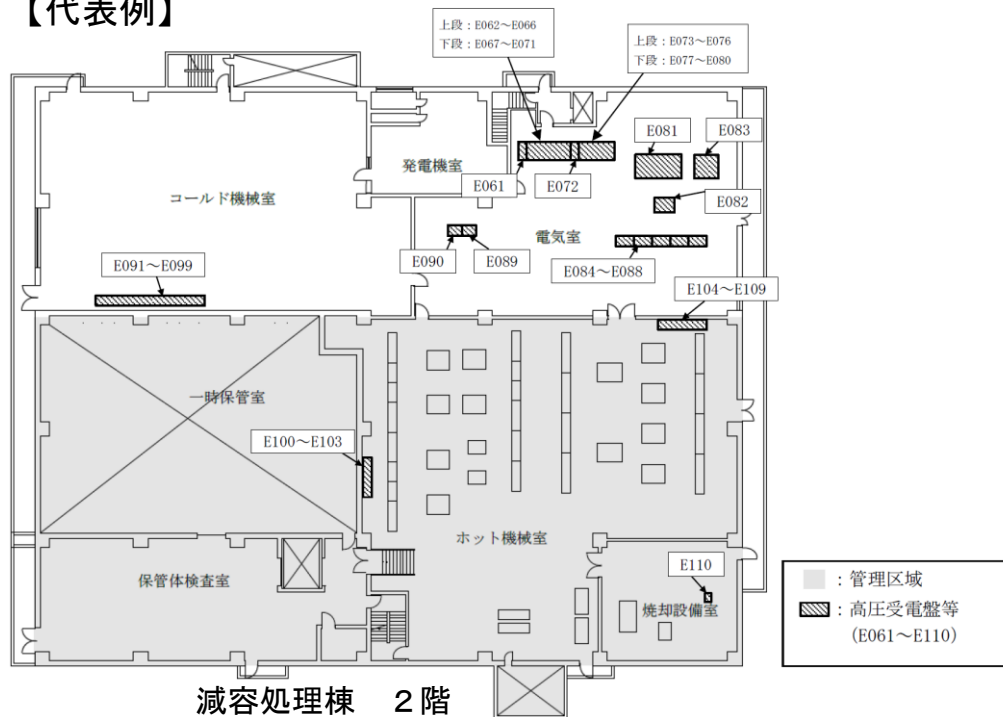 【代表例】
上段：E062～E066
下段：E067～E071
上段：E073～E076
下段：E077～E080
E081
E083
発電機室
E061
E072
コールド機械室
E082
電気室
E090
E089
E091～E099
E084～E088
E104～E109
一時保管室
E100～E103
ホット機械室
E110
保管体検査室
焼却設備室
：管理区域
：高圧受電盤等
(E061～E110)
減容処理棟　２階